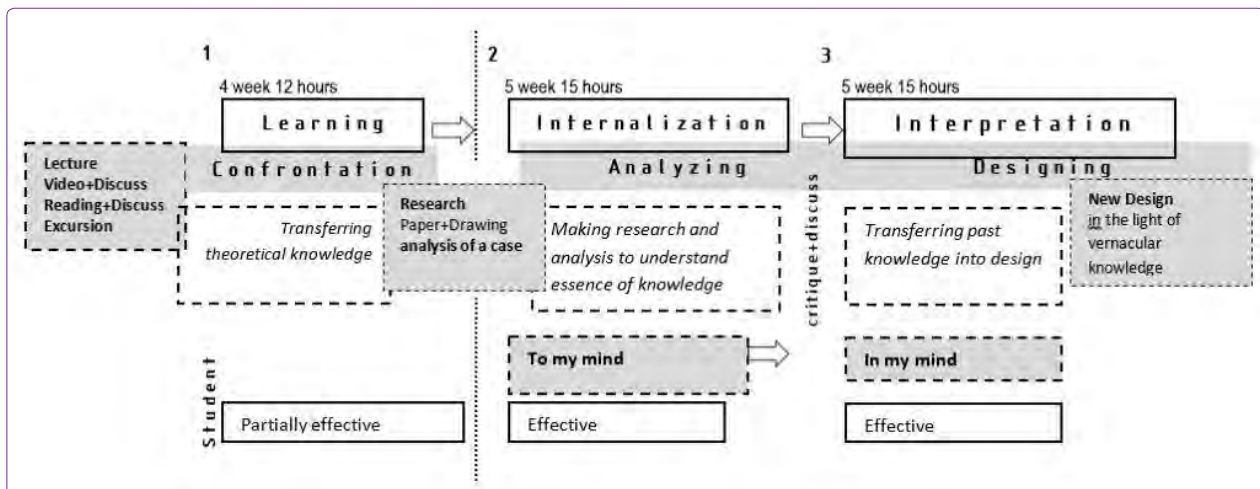 1
2
3
4 week 12 hours
5 week 15 hours
5 week 15 hours
Learning
Internalization
Interpretation
Confrontation
Analyzing
Designing
Lecture
Video+Discuss
Reading+Discuss
Excursion
Transferring
theoretical knowledge
Research
Paper+Drawing
analysis of a case
Making research and
analysis to understand
essence of knowledge
critique+discuss
Transferring past
knowledge into design
New Design
in the light of
vernacular
knowledge
To my mind
In my mind
Student
Partially effective
Effective
Effective